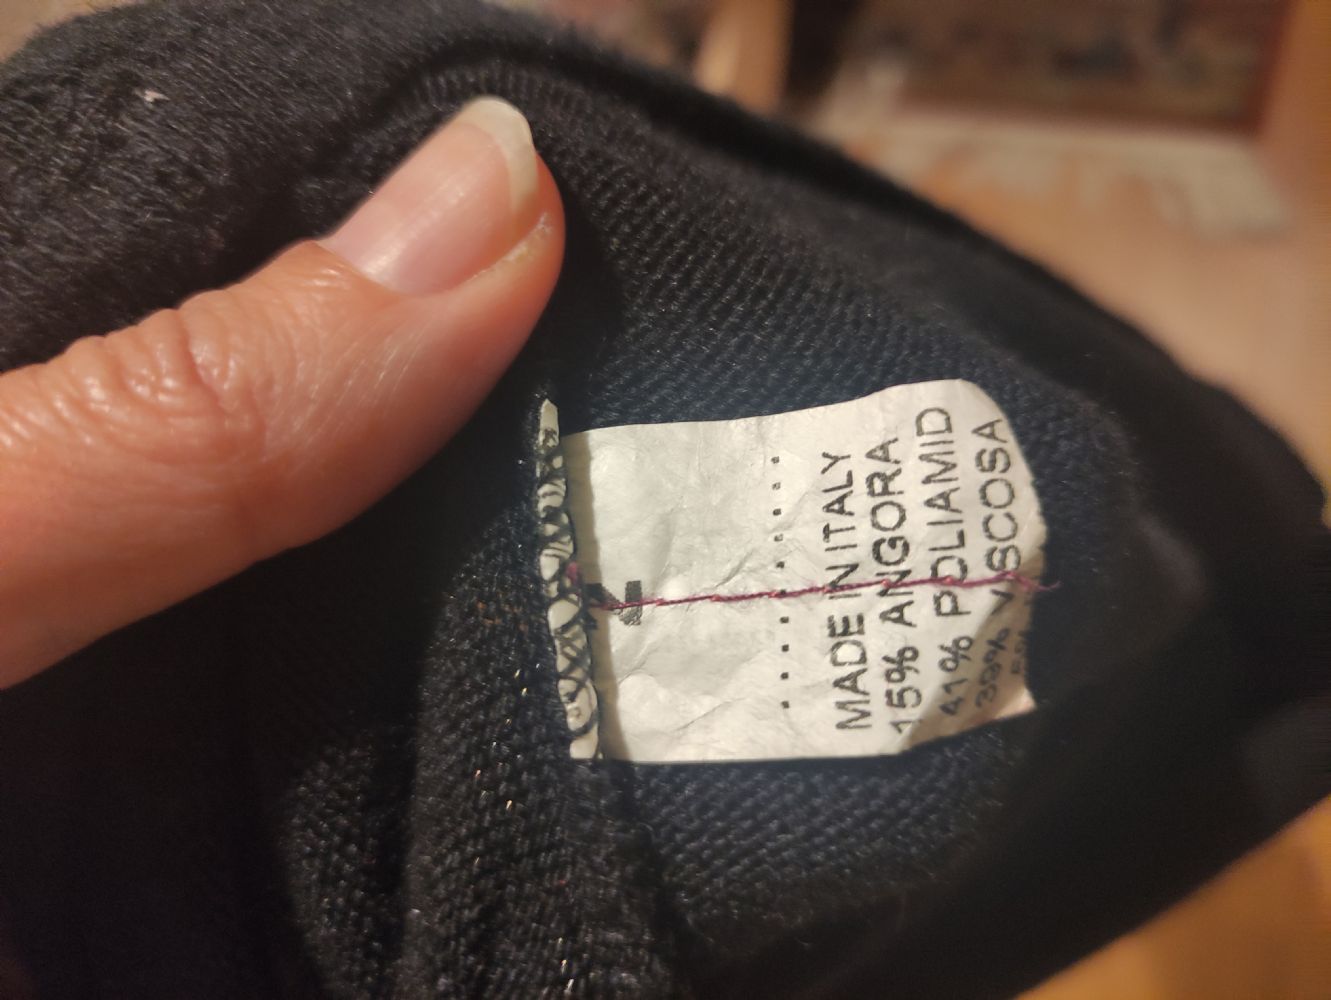 MADE IN ITALY
15% ANGORA
41% POLIAMID
39% VISCOSA